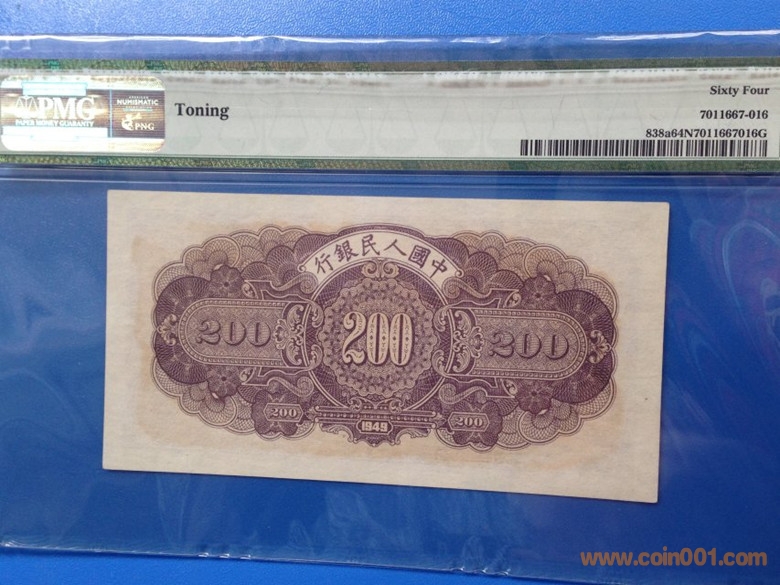 PMG
PAPER MONEY GUARANTY
NUMISMATIC
PNG
Toning
Sixty Four
7011667-016
838a64N7011667016G
行銀民人國中
200
200
200
200
1949
200
www.coin001.com